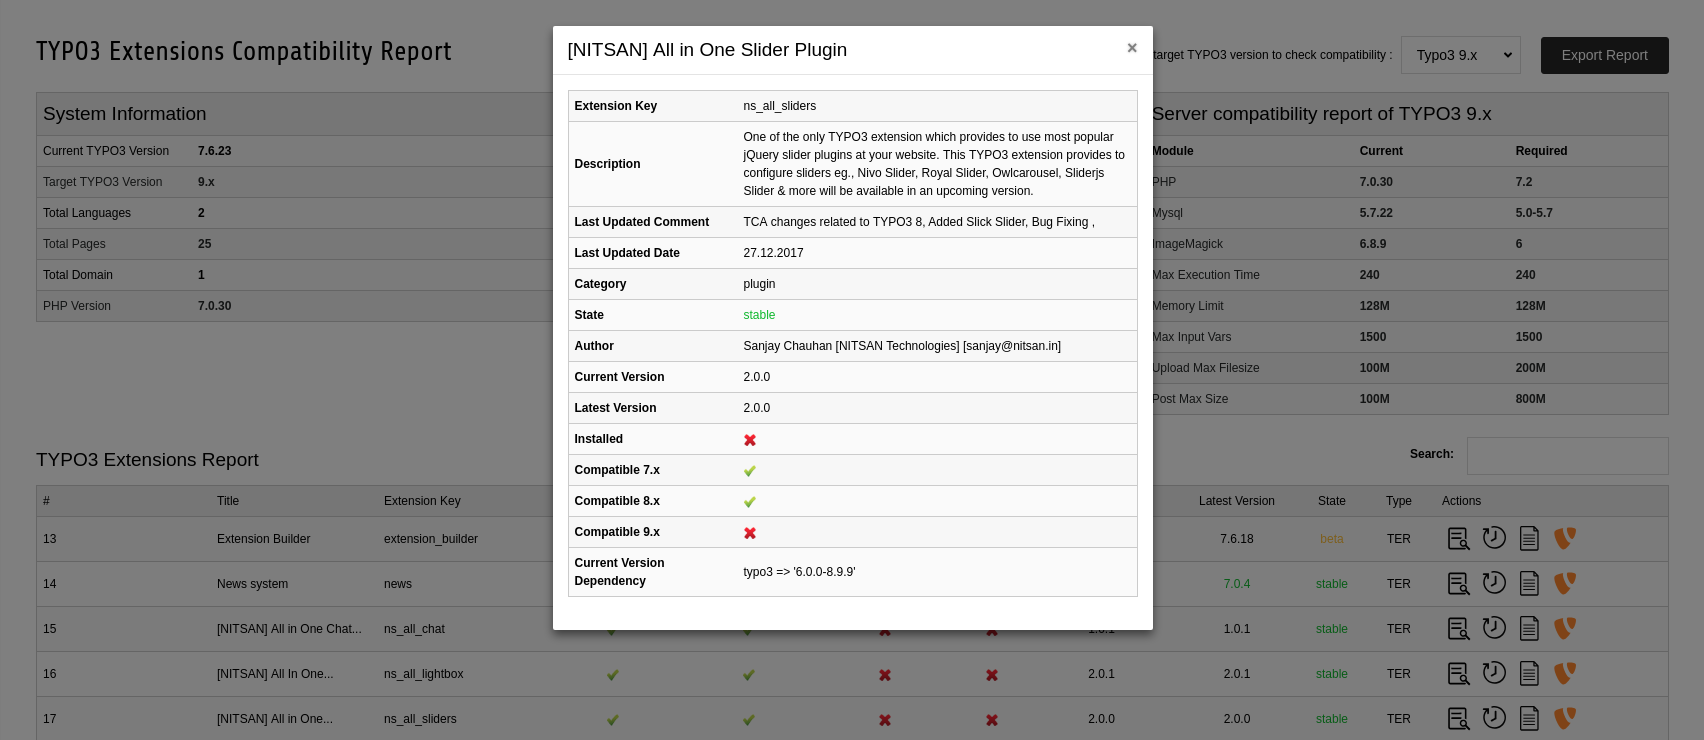 TYPO3 Extensions Compatibility Report
target TYPO3 version to check compatibility : Typo3 9.x Export Report
System Information
Current TYPO3 Version 7.6.23
Target TYPO3 Version 9.x
Total Languages 2
Total Pages 25
Total Domain 1
PHP Version 7.0.30
[NITSAN] All in One Slider Plugin ×
Extension Key ns_all_sliders
Description
One of the only TYPO3 extension which provides to use most popular
jQuery slider plugins at your website. This TYPO3 extension provides to
configure sliders eg., Nivo Slider, Royal Slider, Owlcarousel, Sliderjs
Slider & more will be available in an upcoming version.
Last Updated Comment TCA changes related to TYPO3 8, Added Slick Slider, Bug Fixing ,
Last Updated Date 27.12.2017
Category plugin
State stable
Author Sanjay Chauhan [NITSAN Technologies] [sanjay@nitsan.in]
Current Version 2.0.0
Latest Version 2.0.0
Installed
Compatible 7.x
Compatible 8.x
Compatible 9.x
Current Version
Dependency
typo3 => '6.0.0-8.9.9'
Server compatibility report of TYPO3 9.x
Module Current Required
PHP 7.0.30 7.2
Mysql 5.7.22 5.0-5.7
ImageMagick 6.8.9 6
Max Execution Time 240 240
Memory Limit 128M 128M
Max Input Vars 1500 1500
Upload Max Filesize 100M 200M
Post Max Size 100M 800M
TYPO3 Extensions Report
Search:
# Title Extension Key Latest Version State Type Actions
13 Extension Builder extension_builder 7.6.18 beta TER
14 News system news 7.0.4 stable TER
15 [NITSAN] All in One Chat... ns_all_chat 1.0.1 1.0.1 stable TER
16 [NITSAN] All In One... ns_all_lightbox 2.0.1 2.0.1 stable TER
17 [NITSAN] All in One... ns_all_sliders 2.0.0 2.0.0 stable TER